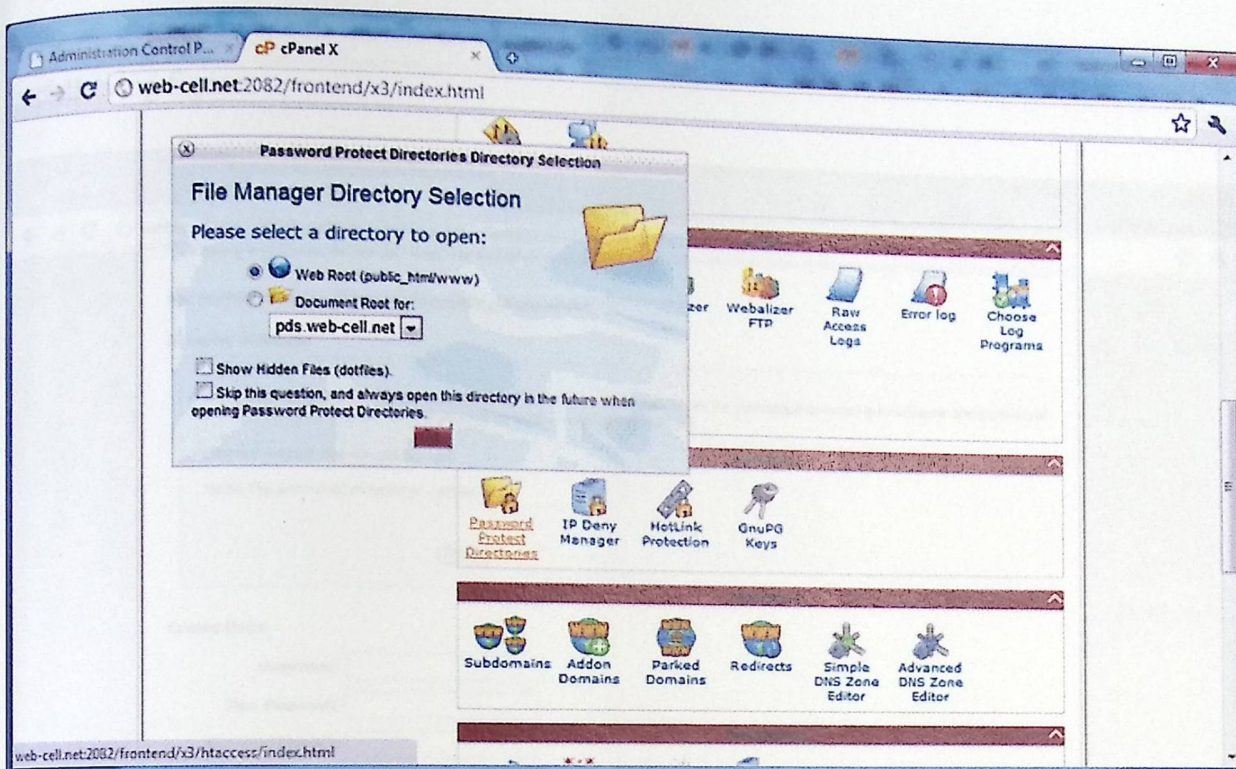 Administration Control P...
cP cPanel X
web-cell.net:2082/frontend/x3/index.html
Password Protect Directories Directory Selection
File Manager Directory Selection
Please select a directory to open:
Web Root (public_html/www)
Document Root for:
pds.web-cell.net
Show Hidden Files (dotfiles).
Skip this question, and always open this directory in the future when
opening Password Protect Directories.
zer
Webalizer
FTP
Raw
Access
Logs
Error log
Choose
Log
Programs
Password
Protect
Directories
IP Deny
Manager
HotLink
Protection
GnuPG
Keys
Subdomains
Addon
Domains
Parked
Domains
Redirects
Simple
DNS Zone
Editor
Advanced
DNS Zone
Editor
web-cell.net:2082/frontend/x3/htaccess/index.html